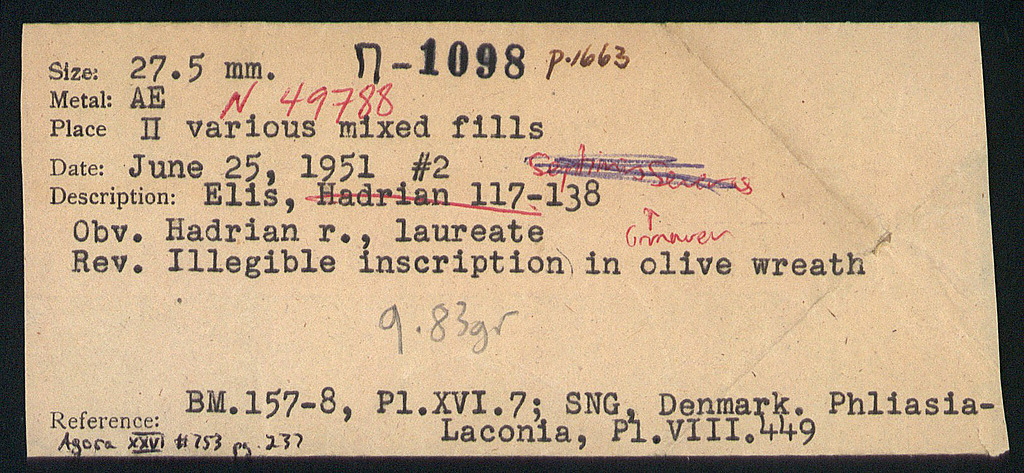 Size: 27.5 mm. Π-1098 p.1663
Metal: AE N 49788
Place Π various mixed fills
Date: June 25, 1951 #2 Septimus Severus
Description: Elis, Hadrian 117-138
Obv. Hadrian r., laureate
Rev. Illegible inscription in olive wreath
9.83gr
BM.157-8, Pl.XVI.7; SNG, Denmark. Phliasia-
Reference: Laconia, Pl.VIII.449
Agora XXVI #753 pg. 237